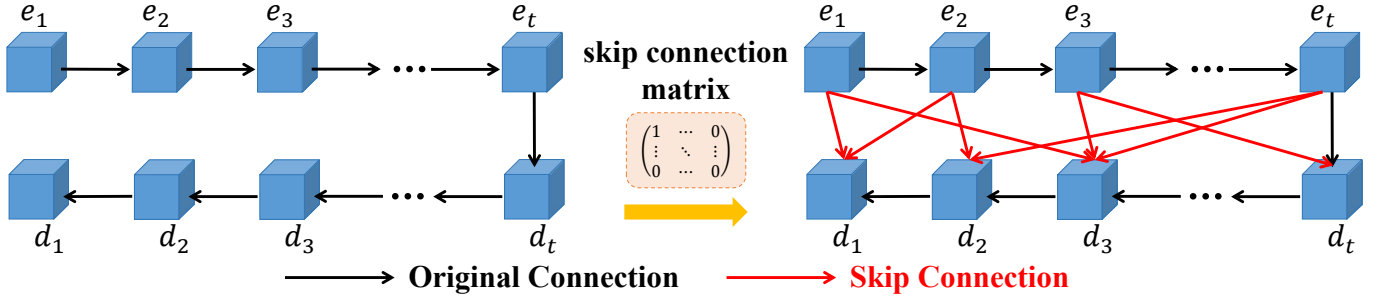 e₁ e₂ e₃ eₜ e₁ e₂ e₃ eₜ
skip connection
matrix
1 ⋯ 0
⋮ ⋱ ⋮
0 ⋯ 0
d₁ d₂ d₃ dₜ d₁ d₂ d₃ dₜ
Original Connection Skip Connection